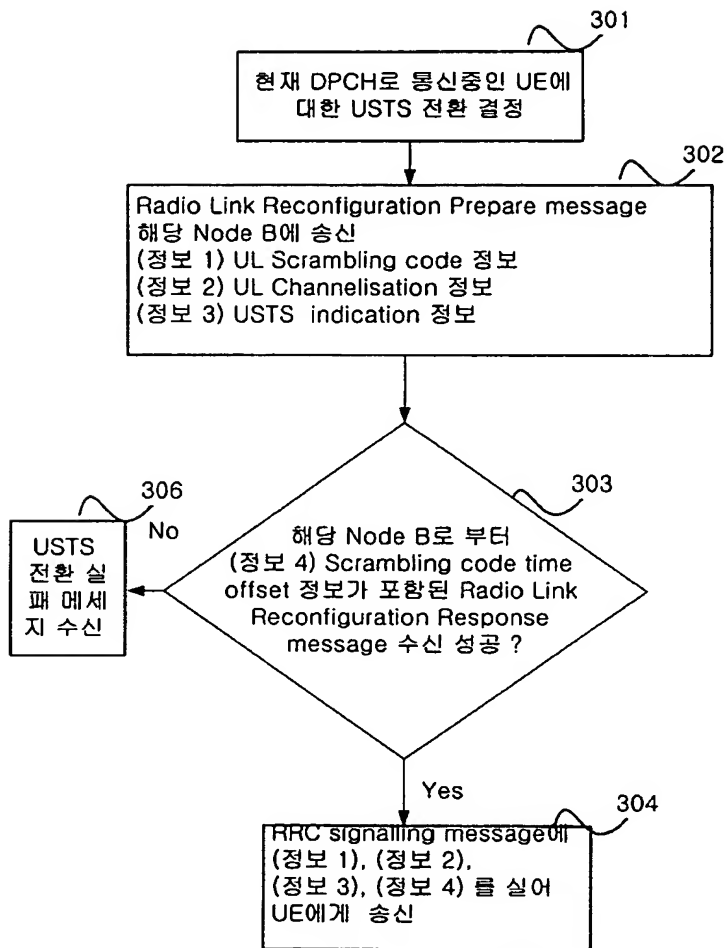 301
현재 DPCH로 통신중인 UE에
대한 USTS 전환 결정
302
Radio Link Reconfiguration Prepare message
해당 Node B에 송신
(정보 1) UL Scrambling code 정보
(정보 2) UL Channelisation 정보
(정보 3) USTS indication 정보
303
해당 Node B로 부터
(정보 4) Scrambling code time
offset 정보가 포함된 Radio Link
Reconfiguration Response
message 수신 성공 ?
306
No
USTS
전환 실
패 메세
지 수신
Yes
304
RRC signalling message에
(정보 1), (정보 2),
(정보 3), (정보 4) 를 실어
UE에게 송신